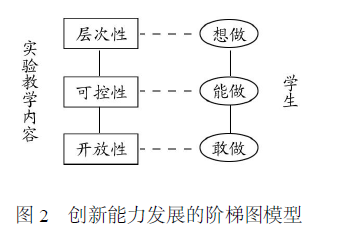 实验教学内容
层次性 想做
可控性 能做
开放性 敢做
学生
图 2 创新能力发展的阶梯图模型